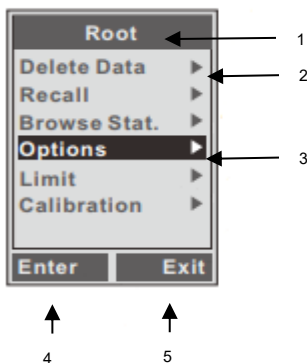 Root
1
Delete Data
2
Recall
Browse Stat.
Options
3
Limit
Calibration
Enter Exit
4 5